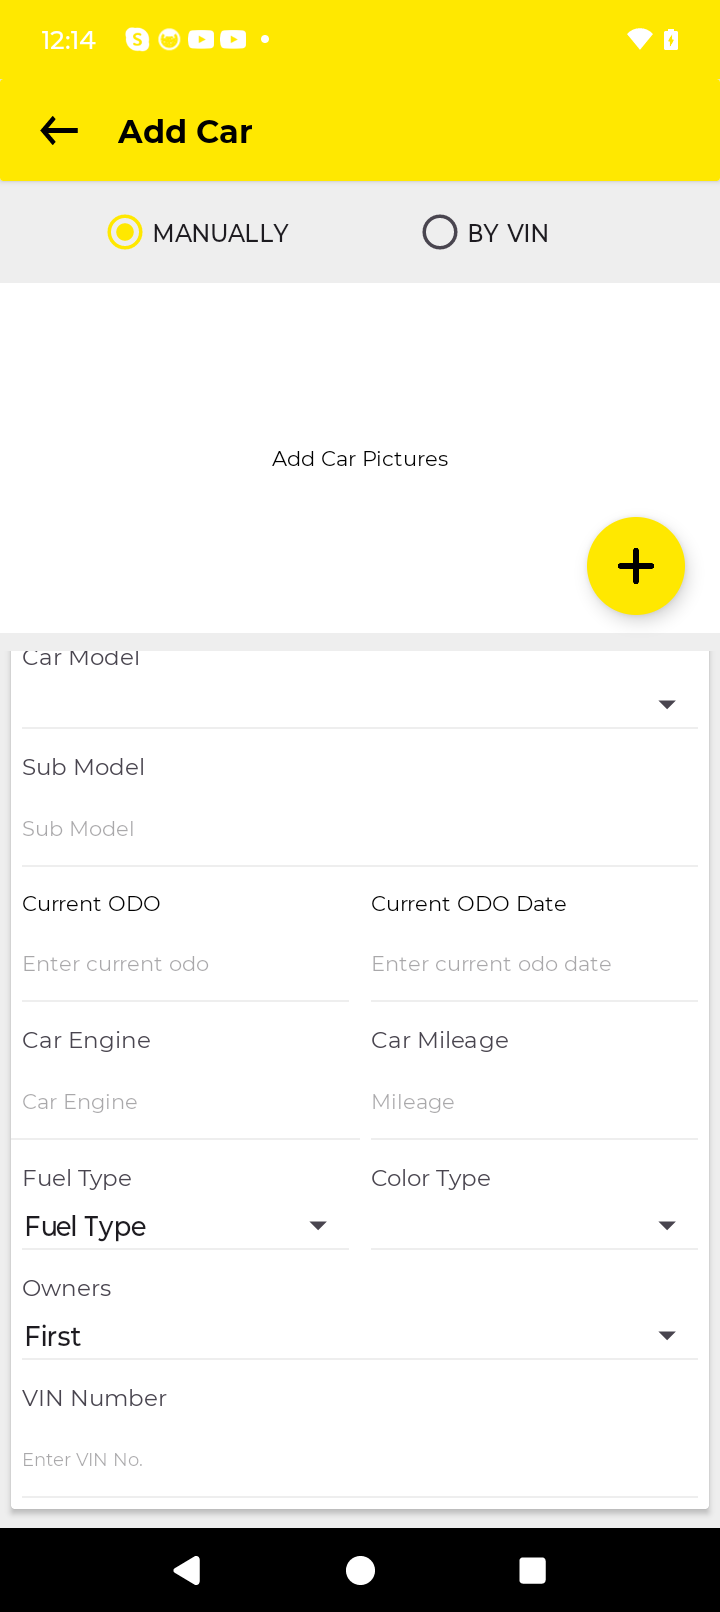 12:14
Add Car
MANUALLY BY VIN
Add Car Pictures
Car Model
Sub Model
Sub Model
Current ODO Current ODO Date
Enter current odo Enter current odo date
Car Engine Car Mileage
Car Engine Mileage
Fuel Type Color Type
Fuel Type
Owners
First
VIN Number
Enter VIN No.